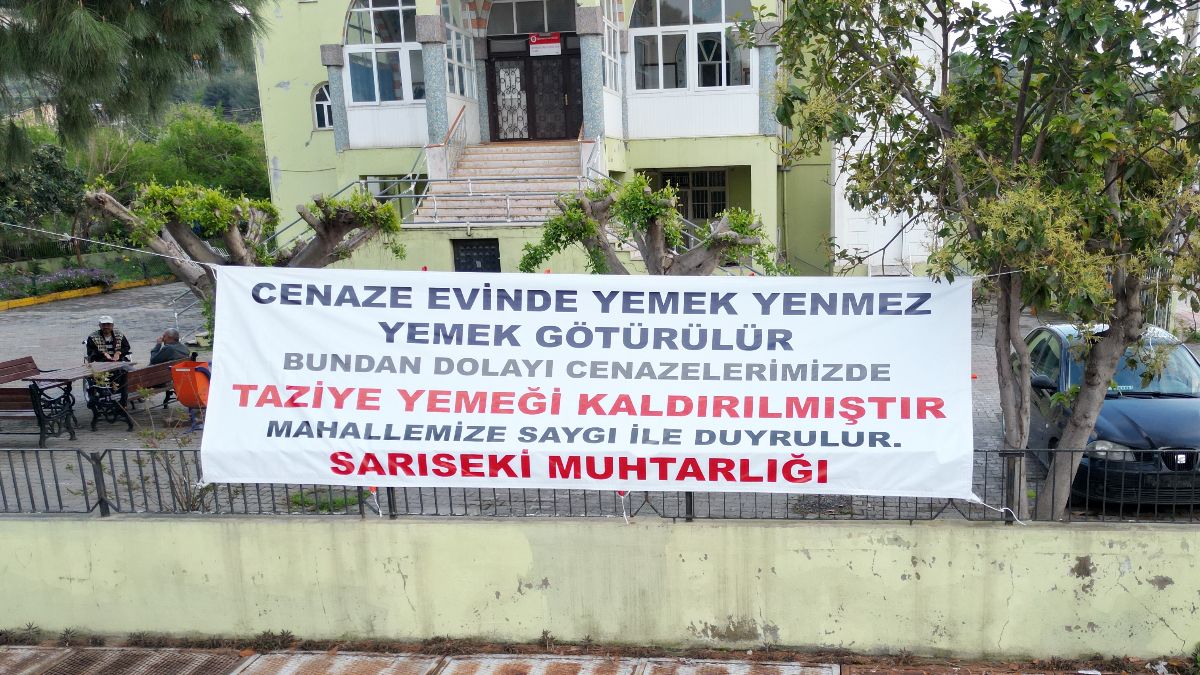 CENAZE EVİNDE YEMEK YENMEZ
YEMEK GÖTÜRÜLÜR
BUNDAN DOLAYI CENAZELERİMİZDE
TAZİYE YEMEĞİ KALDIRILMIŞTIR
MAHALLEMİZE SAYGI İLE DUYRULUR.
SARISEKİ MUHTARLIĞI